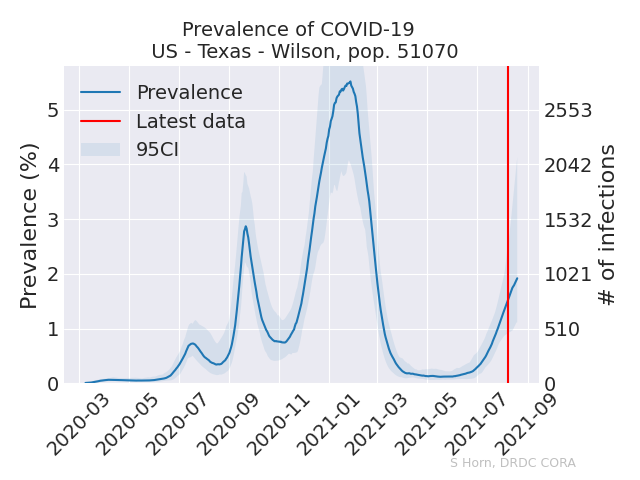 Prevalence of COVID-19
US - Texas - Wilson, pop. 51070
Prevalence
Latest data
95CI
Prevalence (%)
5
4
3
2
1
0
2553
2042
1532
1021
510
0
# of infections
2020-03
2020-05
2020-07
2020-09
2020-11
2021-01
2021-03
2021-05
2021-07
2021-09
S Horn, DRDC CORA